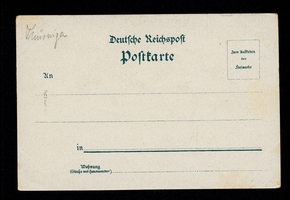 Deutsche Reichspost
Postkarte
Zum Aufkleben
der
Freimarke
An
in
Wohnung
(Straße und Hausnummer)